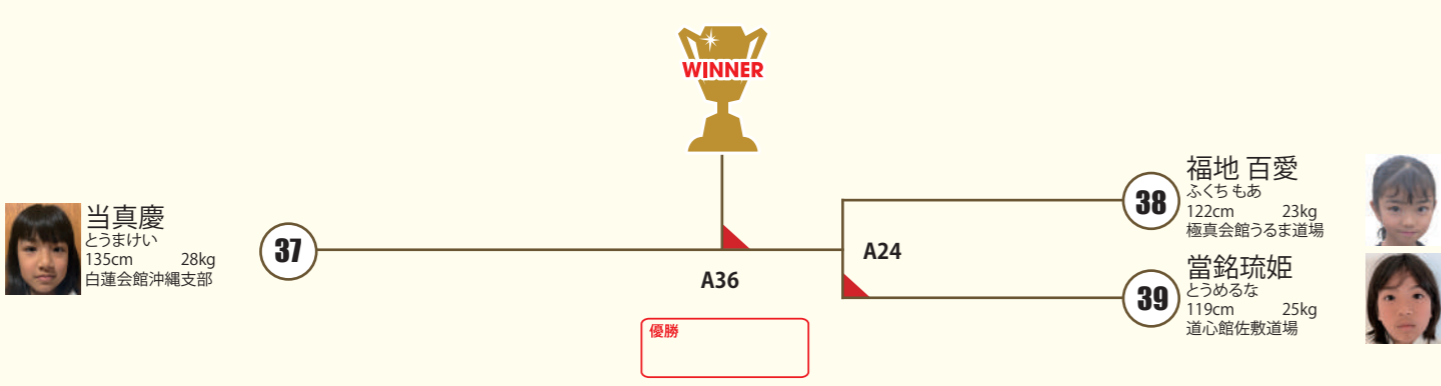 WINNER
当真慶
とうまけい
135cm 28kg
白蓮会館沖縄支部
37
38
福地 百愛
ふくち もあ
122cm 23kg
極真会館うるま道場
A24
A36
39
當銘琉姫
とうめるな
119cm 25kg
道心館佐敷道場
優勝